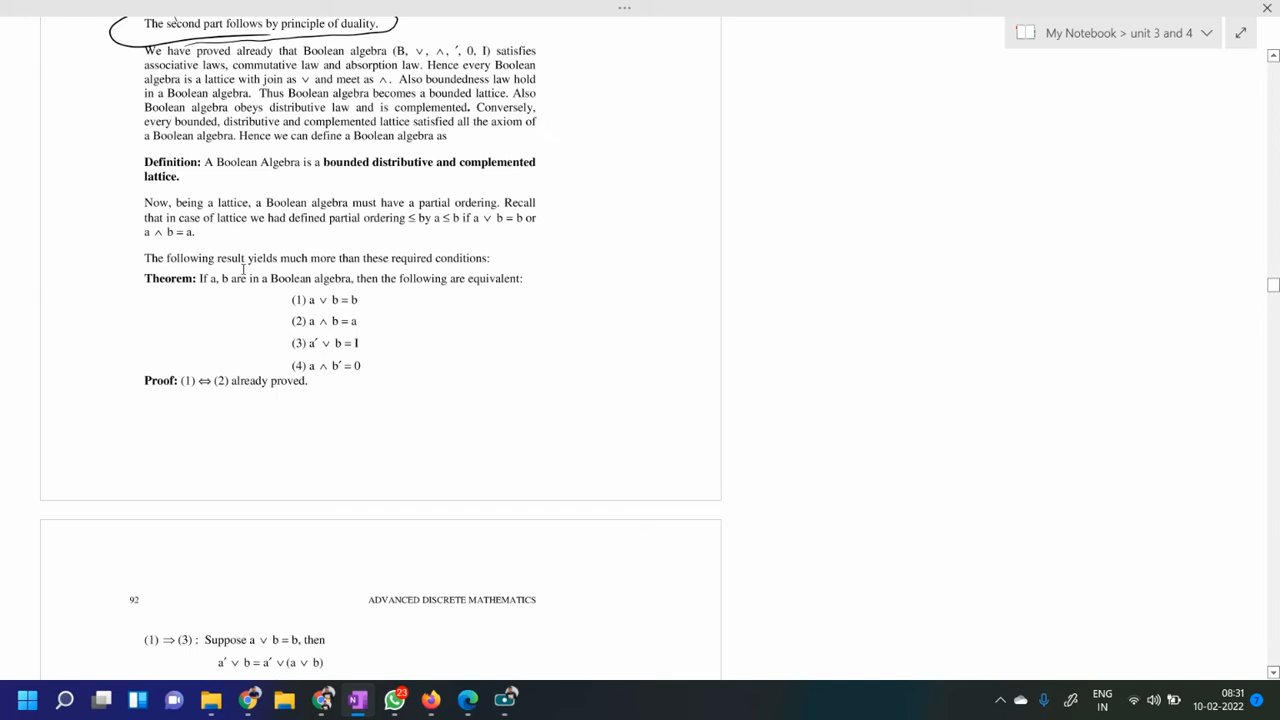 My Notebook > unit 3 and 4
The second part follows by principle of duality.
We have proved already that Boolean algebra (B, ∨, ∧, ′, 0, I) satisfies
associative laws, commutative law and absorption law. Hence every Boolean
algebra is a lattice with join as ∨ and meet as ∧. Also boundedness law hold
in a Boolean algebra. Thus Boolean algebra becomes a bounded lattice. Also
Boolean algebra obeys distributive law and is complemented. Conversely,
every bounded, distributive and complemented lattice satisfied all the axiom of
a Boolean algebra. Hence we can define a Boolean algebra as
Definition: A Boolean Algebra is a bounded distributive and complemented
lattice.
Now, being a lattice, a Boolean algebra must have a partial ordering. Recall
that in case of lattice we had defined partial ordering ≤ by a ≤ b if a ∨ b = b or
a ∧ b = a.
The following result yields much more than these required conditions:
Theorem: If a, b are in a Boolean algebra, then the following are equivalent:
(1) a ∨ b = b
(2) a ∧ b = a
(3) a′ ∨ b = I
(4) a ∧ b′ = 0
Proof: (1) ⇔ (2) already proved.
92 ADVANCED DISCRETE MATHEMATICS
(1) ⇒ (3) : Suppose a ∨ b = b, then
a′ ∨ b = a′ ∨ (a ∨ b)
23
ENG
IN
08:31
10-02-2022
7